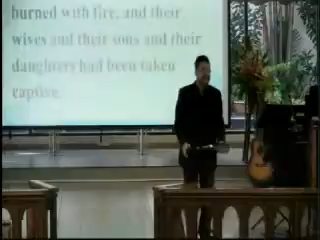 burned with fire, and their
wives and their sons and their
daughters had been taken
captive.